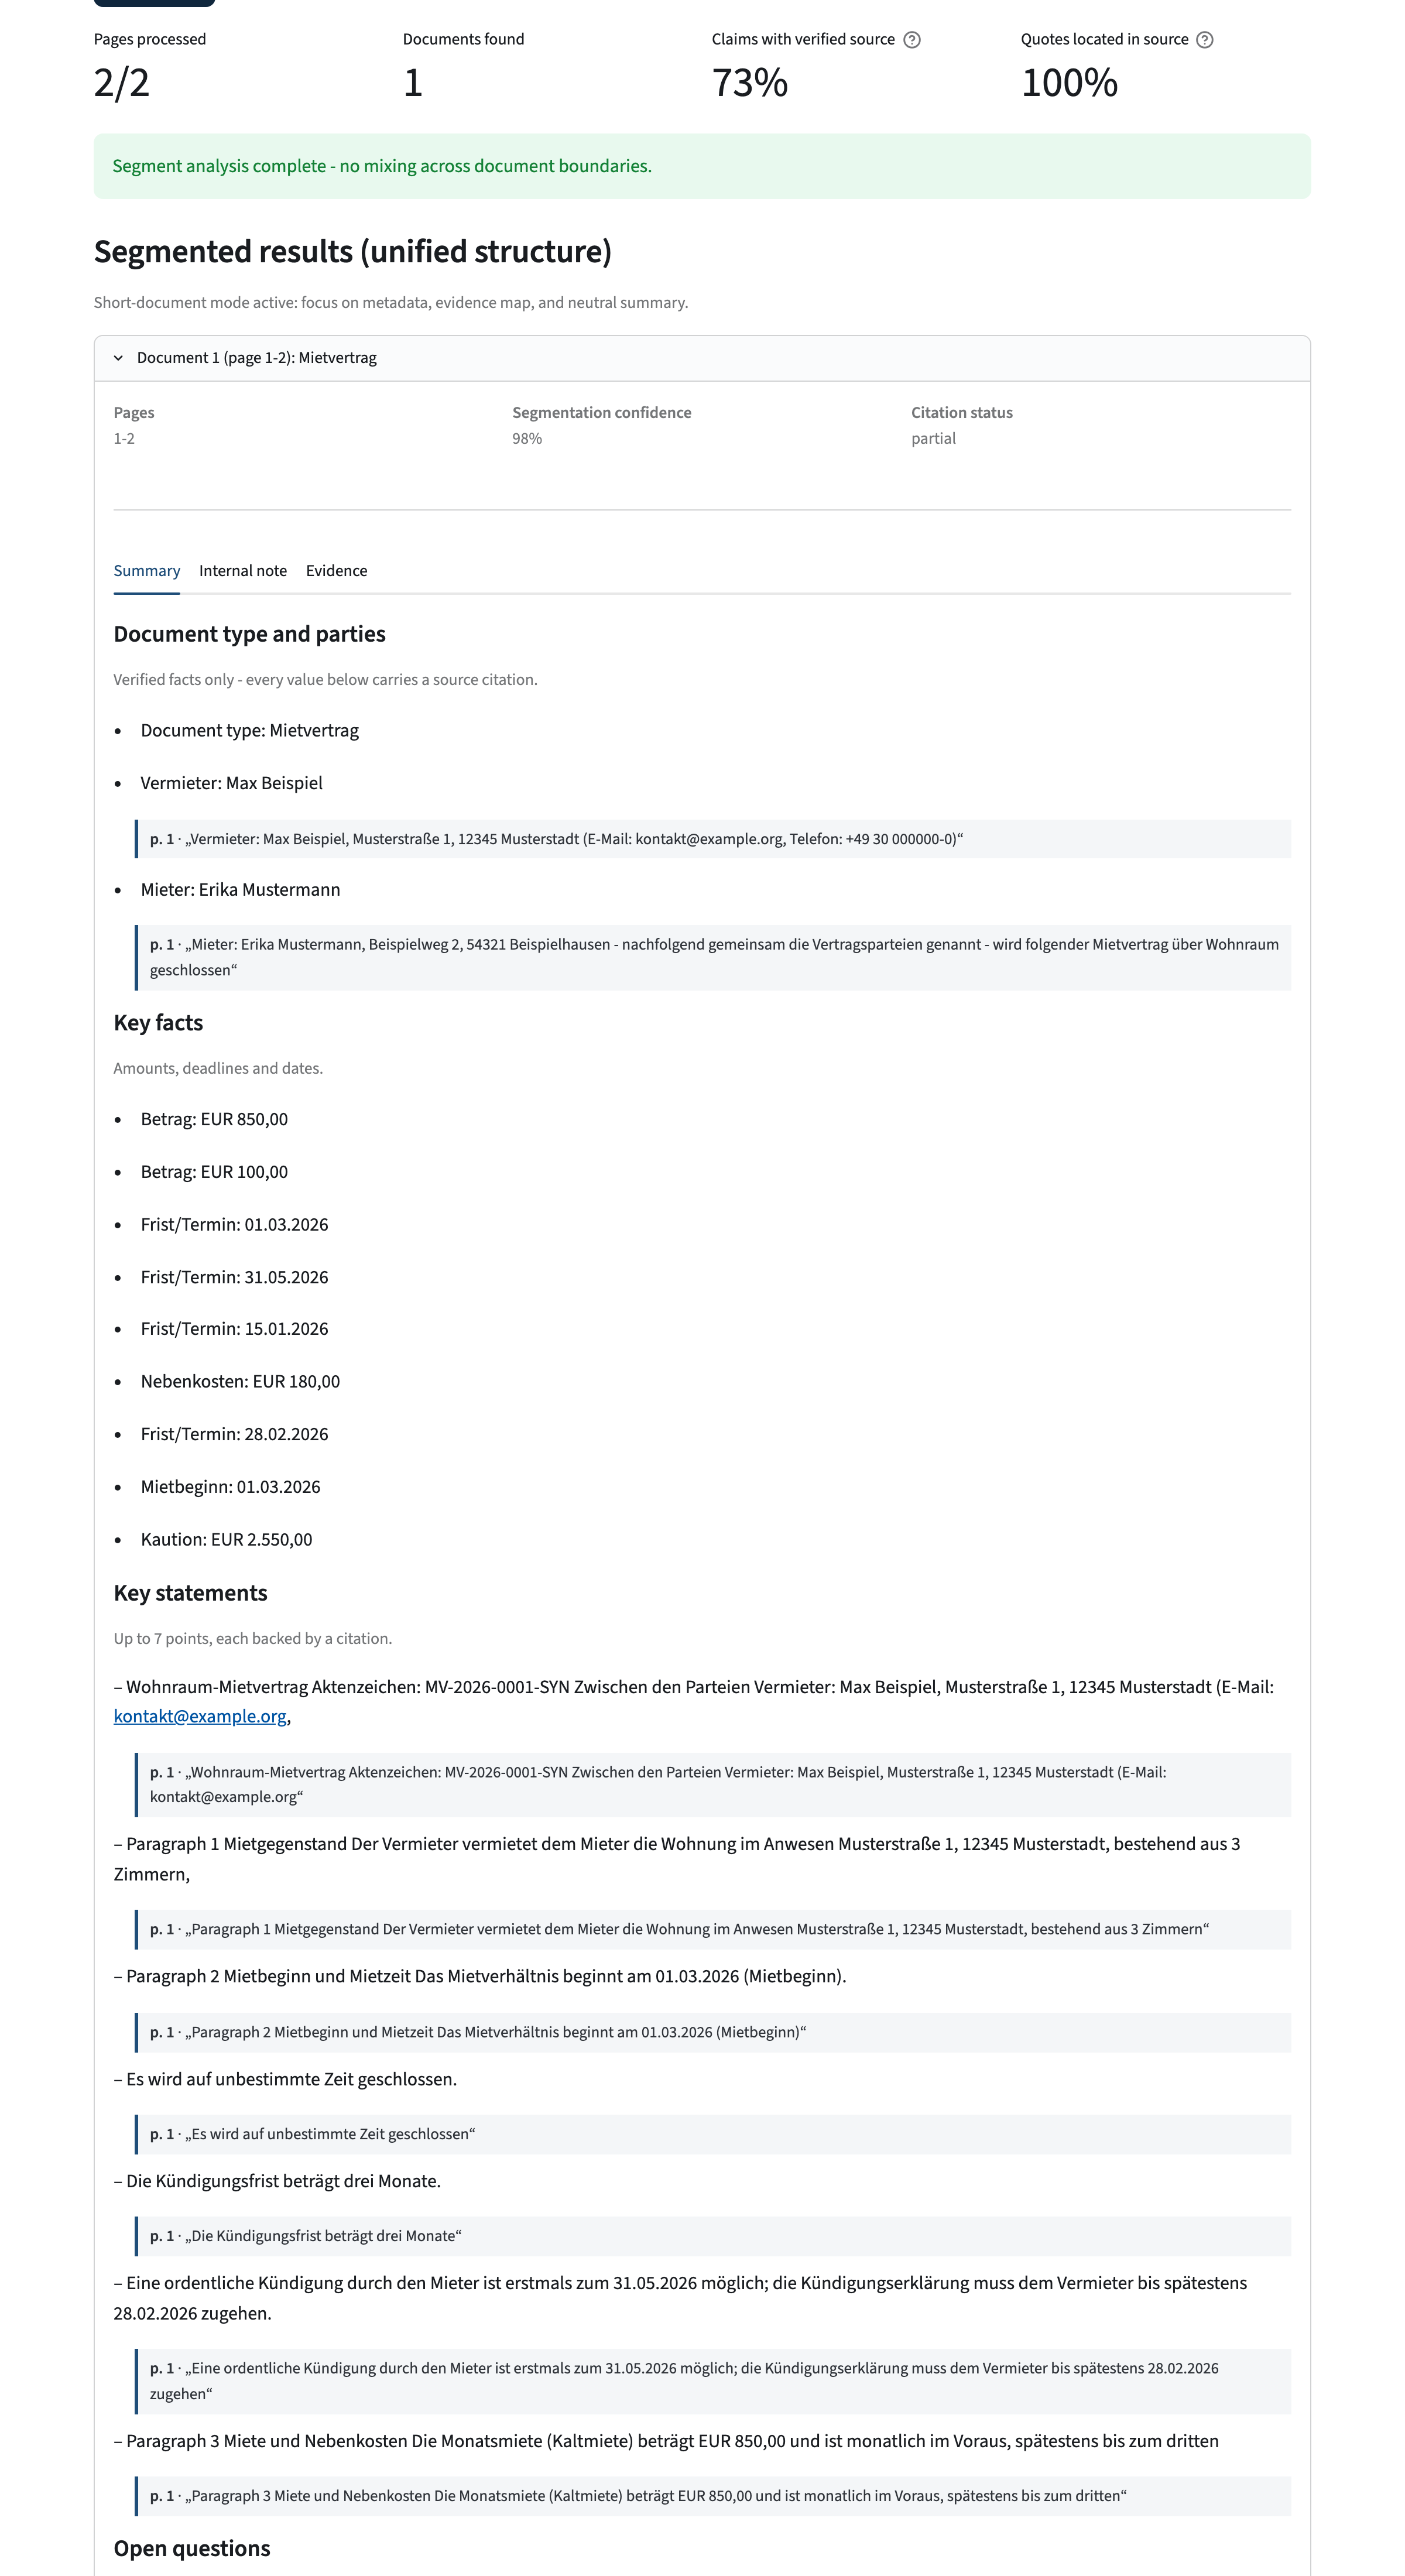 Pages processed
Documents found
Claims with verified source ?
Quotes located in source ?
2/2
1
73%
100%
Segment analysis complete - no mixing across document boundaries.
Segmented results (unified structure)
Short-document mode active: focus on metadata, evidence map, and neutral summary.
Document 1 (page 1-2): Mietvertrag
Pages
Segmentation confidence
Citation status
1-2
98%
partial
Summary Internal note Evidence
Document type and parties
Verified facts only - every value below carries a source citation.
• Document type: Mietvertrag
• Vermieter: Max Beispiel
p. 1 · „Vermieter: Max Beispiel, Musterstraße 1, 12345 Musterstadt (E-Mail: kontakt@example.org, Telefon: +49 30 000000-0)“
• Mieter: Erika Mustermann
p. 1 · „Mieter: Erika Mustermann, Beispielweg 2, 54321 Beispielhausen - nachfolgend gemeinsam die Vertragsparteien genannt - wird folgender Mietvertrag über Wohnraum
geschlossen“
Key facts
Amounts, deadlines and dates.
• Betrag: EUR 850,00
• Betrag: EUR 100,00
• Frist/Termin: 01.03.2026
• Frist/Termin: 31.05.2026
• Frist/Termin: 15.01.2026
• Nebenkosten: EUR 180,00
• Frist/Termin: 28.02.2026
• Mietbeginn: 01.03.2026
• Kaution: EUR 2.550,00
Key statements
Up to 7 points, each backed by a citation.
– Wohnraum-Mietvertrag Aktenzeichen: MV-2026-0001-SYN Zwischen den Parteien Vermieter: Max Beispiel, Musterstraße 1, 12345 Musterstadt (E-Mail:
kontakt@example.org,
p. 1 · „Wohnraum-Mietvertrag Aktenzeichen: MV-2026-0001-SYN Zwischen den Parteien Vermieter: Max Beispiel, Musterstraße 1, 12345 Musterstadt (E-Mail:
kontakt@example.org“
– Paragraph 1 Mietgegenstand Der Vermieter vermietet dem Mieter die Wohnung im Anwesen Musterstraße 1, 12345 Musterstadt, bestehend aus 3
Zimmern,
p. 1 · „Paragraph 1 Mietgegenstand Der Vermieter vermietet dem Mieter die Wohnung im Anwesen Musterstraße 1, 12345 Musterstadt, bestehend aus 3 Zimmern“
– Paragraph 2 Mietbeginn und Mietzeit Das Mietverhältnis beginnt am 01.03.2026 (Mietbeginn).
p. 1 · „Paragraph 2 Mietbeginn und Mietzeit Das Mietverhältnis beginnt am 01.03.2026 (Mietbeginn)“
– Es wird auf unbestimmte Zeit geschlossen.
p. 1 · „Es wird auf unbestimmte Zeit geschlossen“
– Die Kündigungsfrist beträgt drei Monate.
p. 1 · „Die Kündigungsfrist beträgt drei Monate“
– Eine ordentliche Kündigung durch den Mieter ist erstmals zum 31.05.2026 möglich; die Kündigungserklärung muss dem Vermieter bis spätestens
28.02.2026 zugehen.
p. 1 · „Eine ordentliche Kündigung durch den Mieter ist erstmals zum 31.05.2026 möglich; die Kündigungserklärung muss dem Vermieter bis spätestens 28.02.2026
zugehen“
– Paragraph 3 Miete und Nebenkosten Die Monatsmiete (Kaltmiete) beträgt EUR 850,00 und ist monatlich im Voraus, spätestens bis zum dritten
p. 1 · „Paragraph 3 Miete und Nebenkosten Die Monatsmiete (Kaltmiete) beträgt EUR 850,00 und ist monatlich im Voraus, spätestens bis zum dritten“
Open questions